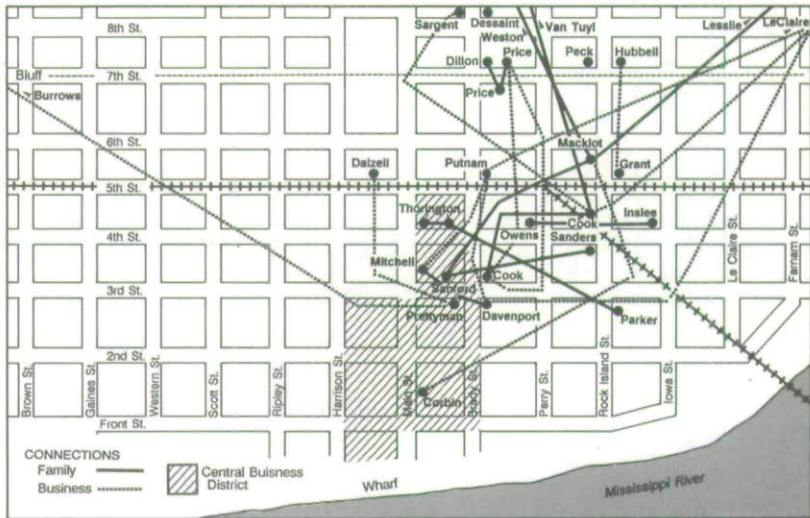 8th St.
Sargent
Dessaint
Weston
Van Tuyl
Lesslie
LeClaire
Dillon
Price
Peck
Hubbell
Bluff
7th St.
Burrows
Price
6th St.
Macklot
Dalzell
Putnam
Grant
5th St.
Thorington
Owens
Cook
Inslee
4th St.
Sanders
Mitchell
Sanford
Cook
Le Claire St.
Farnam St.
3rd St.
Prettyman
Davenport
Parker
2nd St.
Brown St.
Gaines St.
Western St.
Scott St.
Ripley St.
Harrison St.
Main St.
Brady St.
Perry St.
Rock Island St.
Iowa St.
Corbin
Front St.
CONNECTIONS
Family
Business
Central Buisness
District
Wharf
Mississippi River